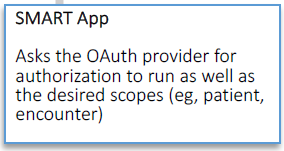 SMART App
Asks the OAuth provider for
authorization to run as well as
the desired scopes (eg, patient,
encounter)